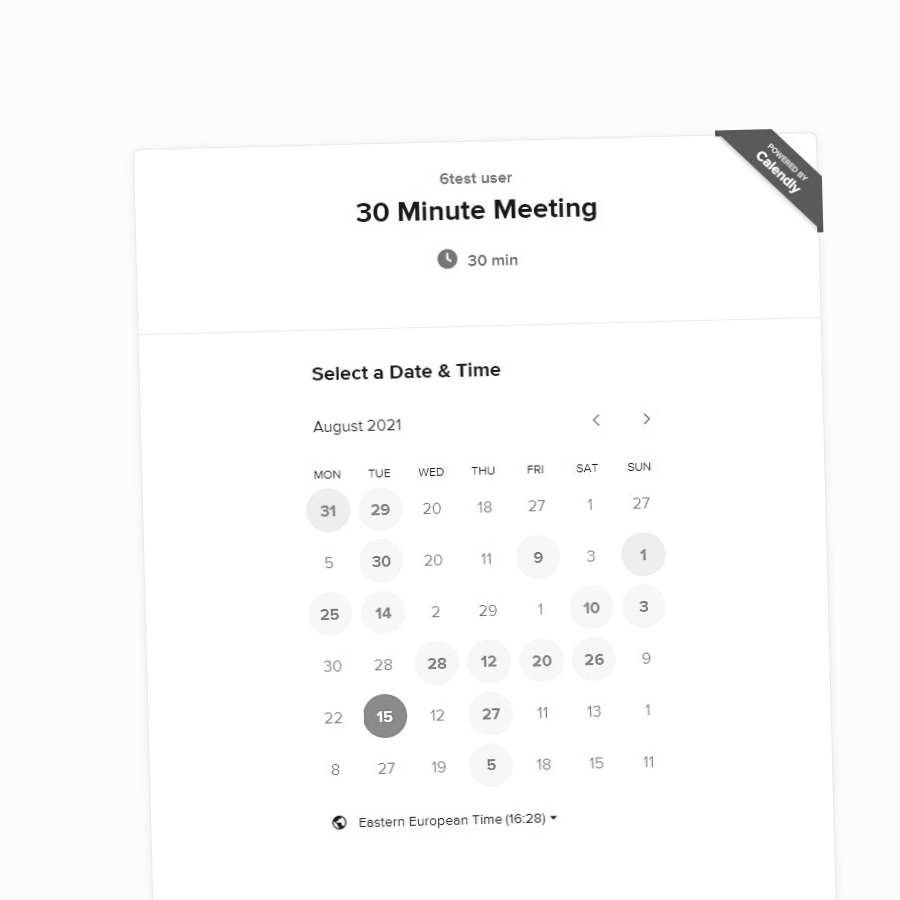 POWERED BY
Calendly
6test user
30 Minute Meeting
30 min
Select a Date & Time
August 2021
MON TUE WED THU FRI SAT SUN
31 29 20 18 27 1 27
5 30 20 11 9 3 1
25 14 2 29 1 10 3
30 28 28 12 20 26 9
22 15 12 27 11 13 1
8 27 19 5 18 15 11
Eastern European Time (16:28)